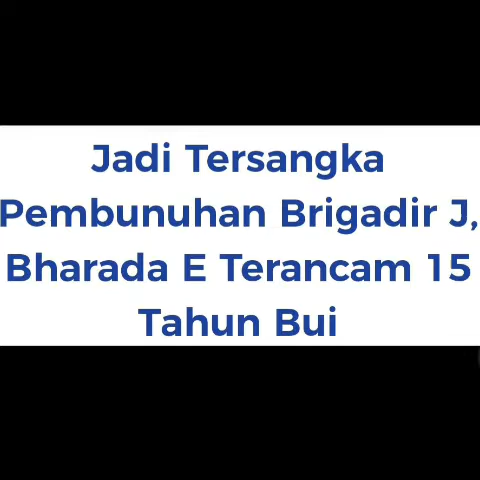 Jadi Tersangka
Pembunuhan Brigadir J,
Bharada E Terancam 15
Tahun Bui